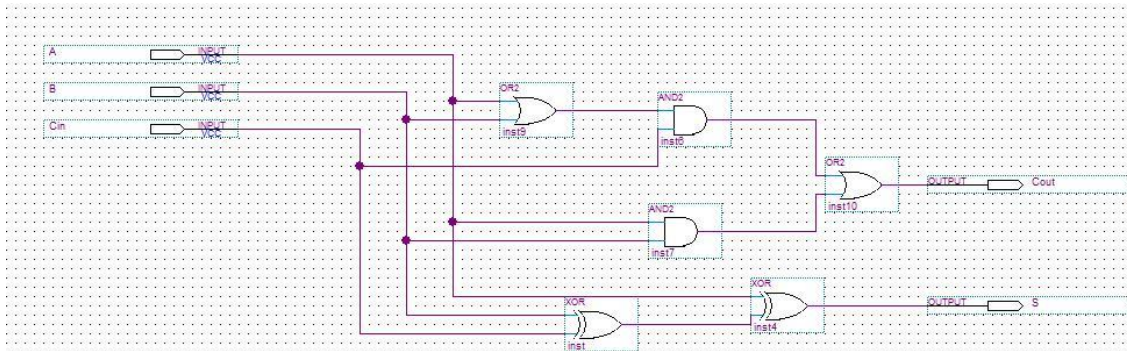 A
INPUT
VCC
B
INPUT
VCC
Cin
INPUT
VCC
OR2
inst9
AND2
inst6
OR2
inst10
OUTPUT
Cout
AND2
inst7
XOR
inst4
OUTPUT
S
XOR
inst